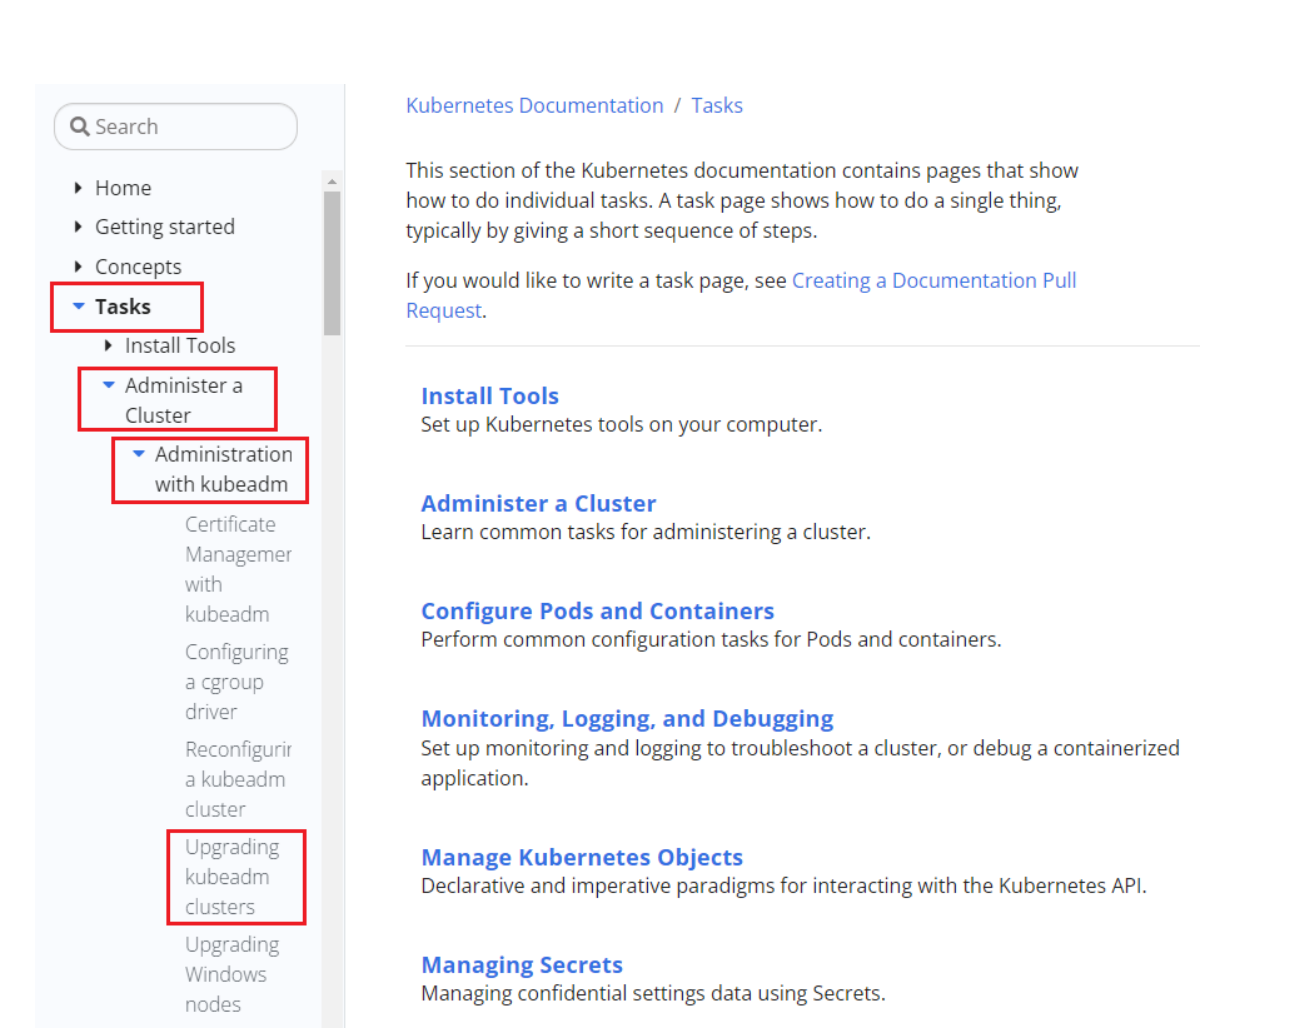 Search
Home
Getting started
Concepts
Tasks
Install Tools
Administer a
Cluster
Administration
with kubeadm
Certificate
Managemer
with
kubeadm
Configuring
a cgroup
driver
Reconfigurir
a kubeadm
cluster
Upgrading
kubeadm
clusters
Upgrading
Windows
nodes
Kubernetes Documentation / Tasks
This section of the Kubernetes documentation contains pages that show
how to do individual tasks. A task page shows how to do a single thing,
typically by giving a short sequence of steps.
If you would like to write a task page, see Creating a Documentation Pull
Request.
Install Tools
Set up Kubernetes tools on your computer.
Administer a Cluster
Learn common tasks for administering a cluster.
Configure Pods and Containers
Perform common configuration tasks for Pods and containers.
Monitoring, Logging, and Debugging
Set up monitoring and logging to troubleshoot a cluster, or debug a containerized
application.
Manage Kubernetes Objects
Declarative and imperative paradigms for interacting with the Kubernetes API.
Managing Secrets
Managing confidential settings data using Secrets.